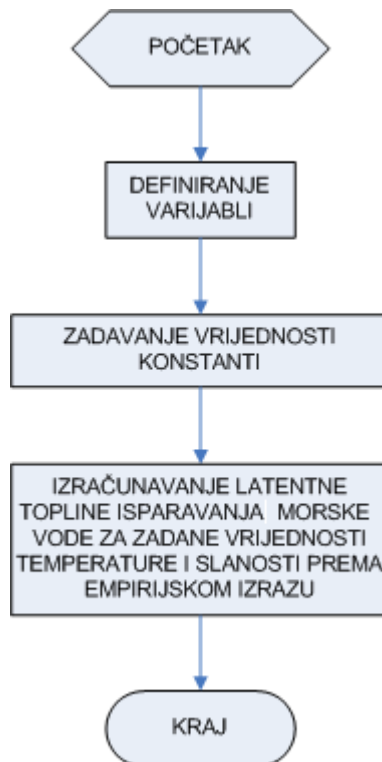 POČETAK
DEFINIRANJE
VARIJABLI
ZADAVANJE VRIJEDNOSTI
KONSTANTI
IZRAČUNAVANJE LATENTNE
TOPLINE ISPARAVANJA MORSKE
VODE ZA ZADANE VRIJEDNOSTI
TEMPERATURE I SLANOSTI PREMA
EMPIRIJSKOM IZRAZU
KRAJ